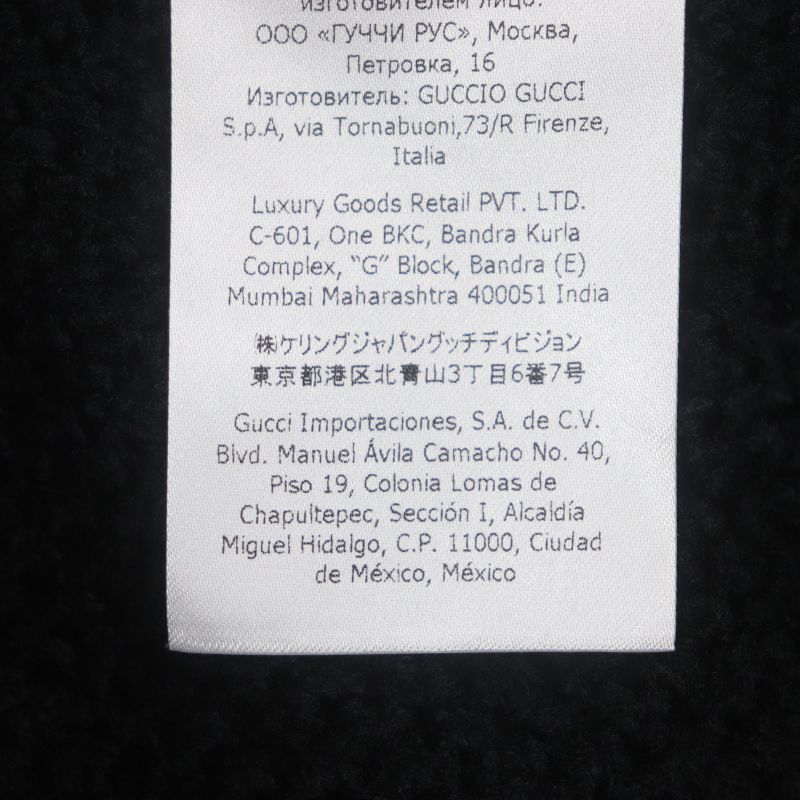 изготовителем лицо:
ООО «ГУЧЧИ РУС», Москва,
Петровка, 16
Изготовитель: GUCCIO GUCCI
S.p.A, via Tornabuoni,73/R Firenze,
Italia
Luxury Goods Retail PVT. LTD.
C-601, One BKC, Bandra Kurla
Complex, “G” Block, Bandra (E)
Mumbai Maharashtra 400051 India
㈱ケリングジャパングッチディビジョン
東京都港区北青山3丁目6番7号
Gucci Importaciones, S.A. de C.V.
Blvd. Manuel Ávila Camacho No. 40,
Piso 19, Colonia Lomas de
Chapultepec, Sección I, Alcaldía
Miguel Hidalgo, C.P. 11000, Ciudad
de México, México